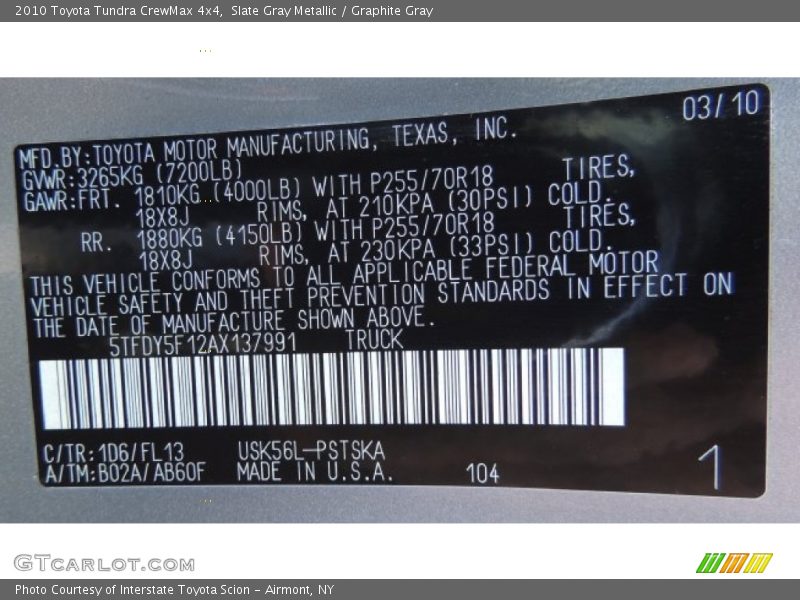 2010 Toyota Tundra CrewMax 4x4, Slate Gray Metallic / Graphite Gray
03/10
MFD.BY:TOYOTA MOTOR MANUFACTURING, TEXAS, INC.
GVWR:3265KG (7200LB)
GAWR:FRT. 1810KG (4000LB) WITH P255/70R18 TIRES,
18X8J RIMS, AT 210KPA (30PSI) COLD.
RR. 1880KG (4150LB) WITH P255/70R18 TIRES,
18X8J RIMS, AT 230KPA (33PSI) COLD.
THIS VEHICLE CONFORMS TO ALL APPLICABLE FEDERAL MOTOR
VEHICLE SAFETY AND THEFT PREVENTION STANDARDS IN EFFECT ON
THE DATE OF MANUFACTURE SHOWN ABOVE.
5TFDY5F12AX137991 TRUCK
C/TR:1D6/FL13 USK56L-PSTSKA
A/TM:B02A/AB60F MADE IN U.S.A. 104
1
GTCARLOT.COM
Photo Courtesy of Interstate Toyota Scion - Airmont, NY